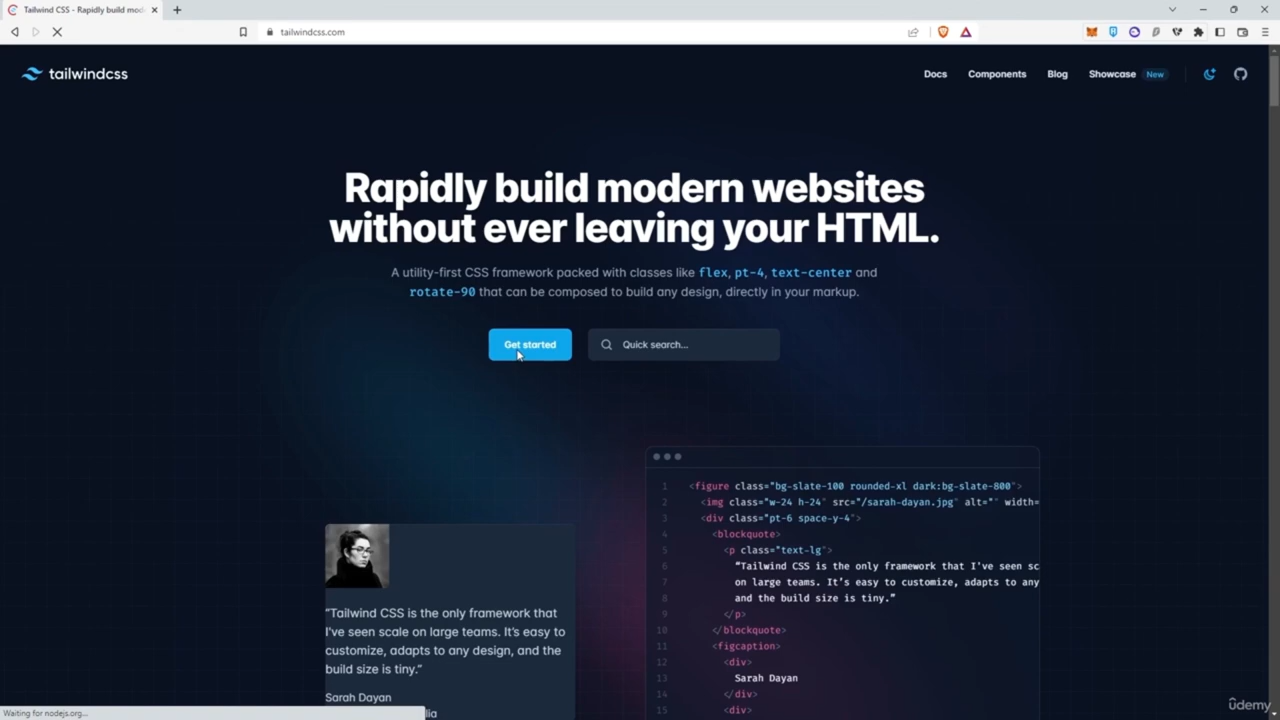 Tailwind CSS - Rapidly build mod
tailwindcss.com
tailwindcss
Docs
Components
Blog
Showcase
New
Rapidly build modern websites
without ever leaving your HTML.
A utility-first CSS framework packed with classes like flex, pt-4, text-center and
rotate-90 that can be composed to build any design, directly in your markup.
Get started
Quick search...
“Tailwind CSS is the only framework that
I've seen scale on large teams. It’s easy to
customize, adapts to any design, and the
build size is tiny.”
Sarah Dayan
lia
1 <figure class="bg-slate-100 rounded-xl dark:bg-slate-800">
2 <img class="w-24 h-24" src="/sarah-dayan.jpg" alt="" width=
3 <div class="pt-6 space-y-4">
4 <blockquote>
5 <p class="text-lg">
6 “Tailwind CSS is the only framework that I've seen sc
7 on large teams. It’s easy to customize, adapts to any
8 and the build size is tiny.”
9 </p>
10 </blockquote>
11 <figcaption>
12 <div>
13 Sarah Dayan
14 </div>
15 <div>
Waiting for nodejs.org...
ûdemy